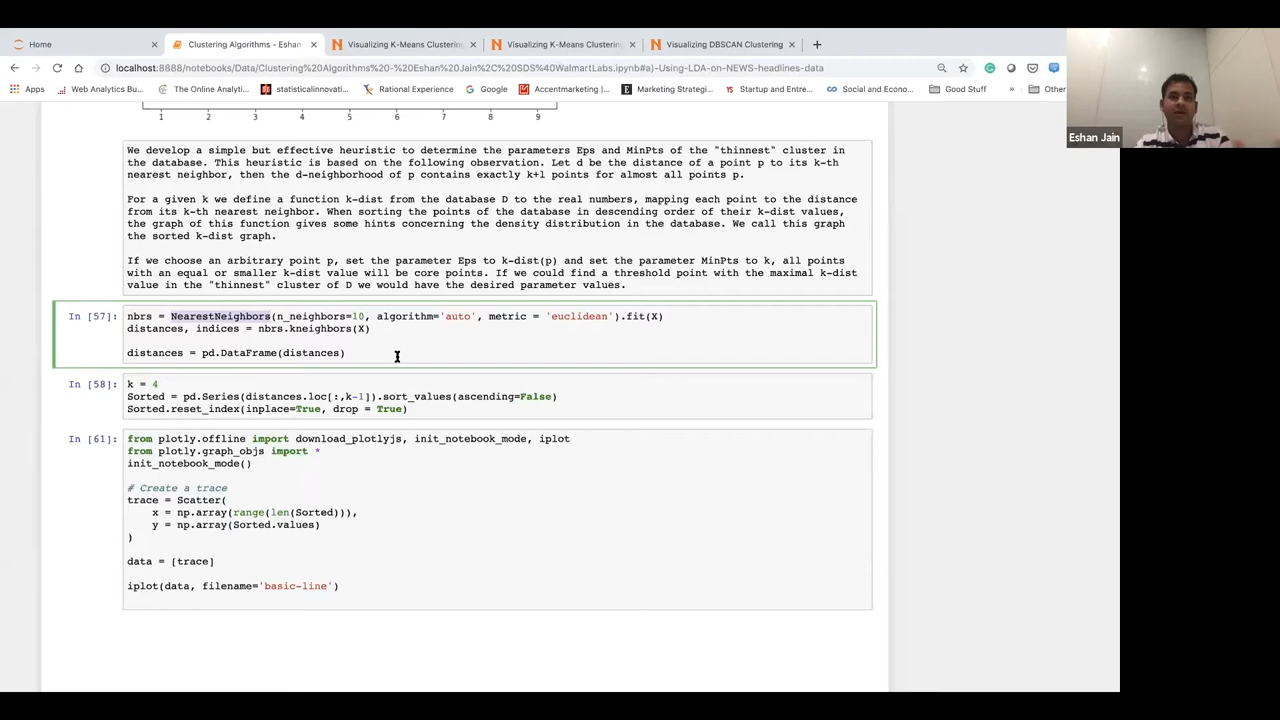 Home
Clustering Algorithms - Eshan
Visualizing K-Means Clustering
Visualizing K-Means Clustering
Visualizing DBSCAN Clustering
localhost:8888/notebooks/Data/Clustering%20Algorithms%20-%20Eshan%20Jain%2C%20SDS%40WalmartLabs.ipynb#a)-Using-LDA-on-NEWS-headlines-data
Apps
Web Analytics Bu...
The Online Analytic...
statisticalinnovati...
Rational Experience
Google
Accentmarketing |...
Marketing Strategi...
Startup and Entre...
Social and Econo...
Good Stuff
»
Other
Eshan Jain
1 2 3 4 5 6 7 8 9
We develop a simple but effective heuristic to determine the parameters Eps and MinPts of the "thinnest" cluster in
the database. This heuristic is based on the following observation. Let d be the distance of a point p to its k-th
nearest neighbor, then the d-neighborhood of p contains exactly k+l points for almost all points p.
For a given k we define a function k-dist from the database D to the real numbers, mapping each point to the distance
from its k-th nearest neighbor. When sorting the points of the database in descending order of their k-dist values,
the graph of this function gives some hints concerning the density distribution in the database. We call this graph
the sorted k-dist graph.
If we choose an arbitrary point p, set the parameter Eps to k-dist(p) and set the parameter MinPts to k, all points
with an equal or smaller k-dist value will be core points. If we could find a threshold point with the maximal k-dist
value in the "thinnest" cluster of D we would have the desired parameter values.
In [57]: nbrs = NearestNeighbors(n_neighbors=10, algorithm='auto', metric = 'euclidean').fit(X)
distances, indices = nbrs.kneighbors(X)
distances = pd.DataFrame(distances)
In [58]: k = 4
Sorted = pd.Series(distances.loc[:,k-1]).sort_values(ascending=False)
Sorted.reset_index(inplace=True, drop = True)
In [61]: from plotly.offline import download_plotlyjs, init_notebook_mode, iplot
from plotly.graph_objs import *
init_notebook_mode()
# Create a trace
trace = Scatter(
x = np.array(range(len(Sorted))),
y = np.array(Sorted.values)
)
data = [trace]
iplot(data, filename='basic-line')